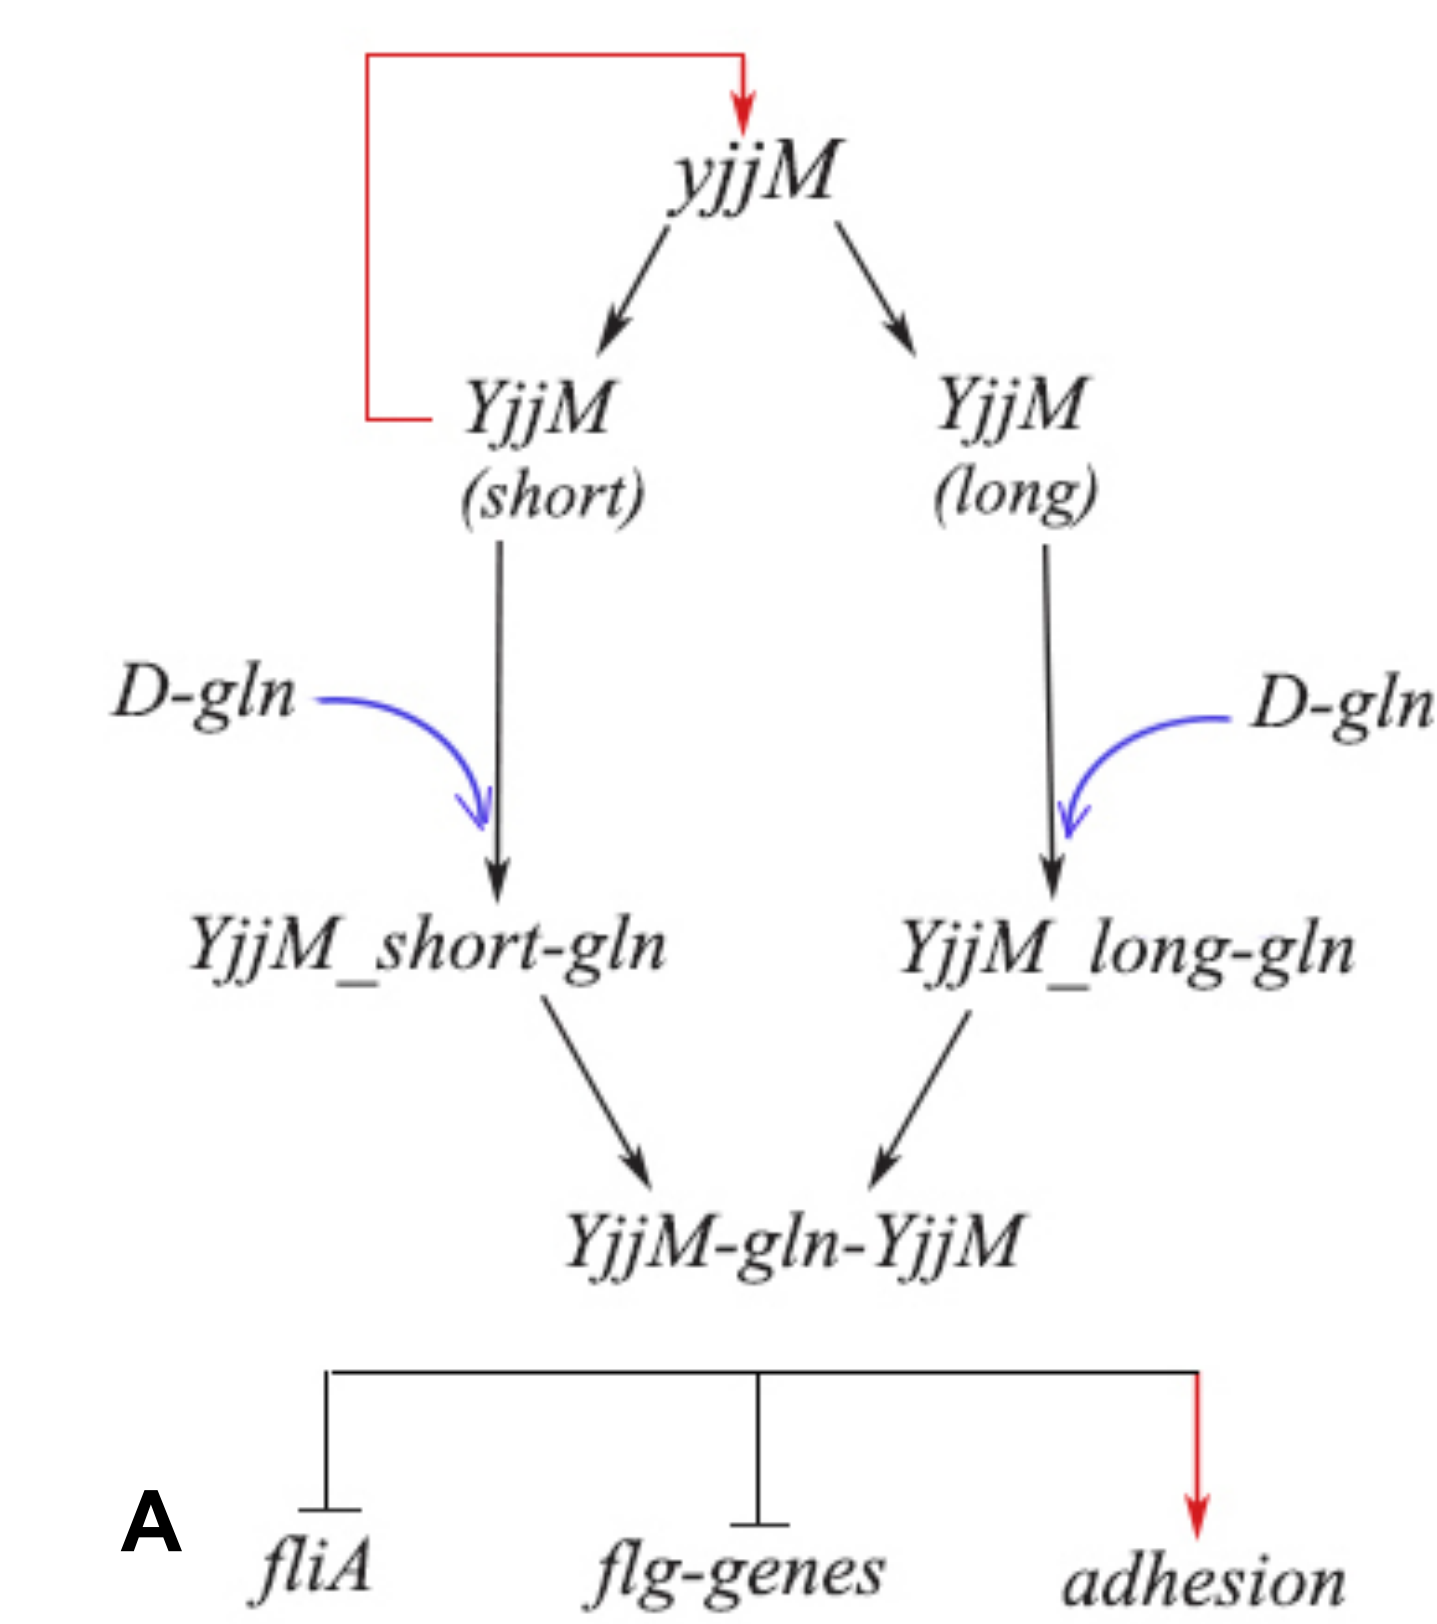 yjjM
YjjM YjjM
(short) (long)
D-gln D-gln
YjjM_short-gln YjjM_long-gln
YjjM-gln-YjjM
A
fliA flg-genes adhesion